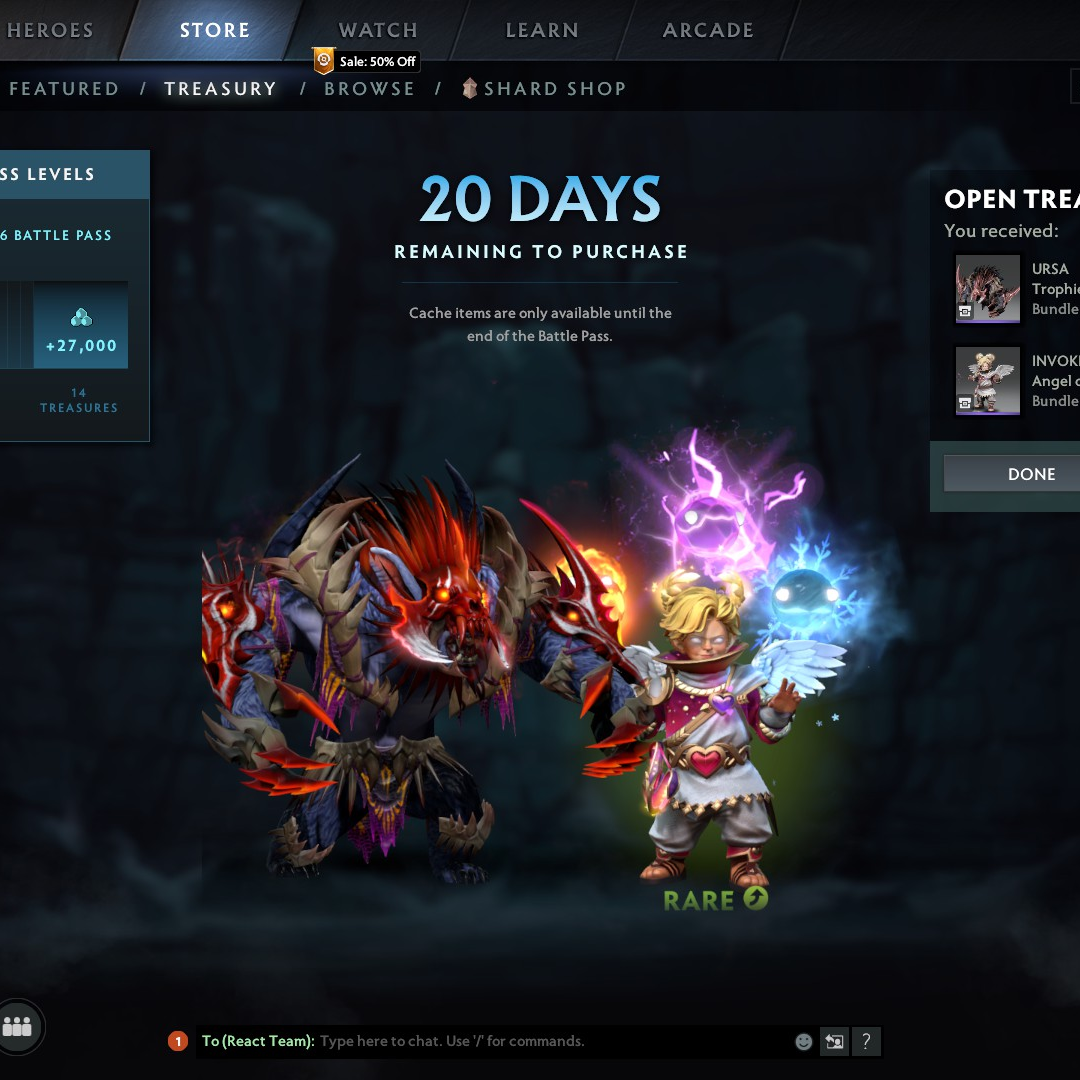 HEROES
STORE
WATCH
LEARN
ARCADE
Sale: 50% Off
FEATURED / TREASURY / BROWSE / SHARD SHOP
SS LEVELS
6 BATTLE PASS
+27,000
14
TREASURES
20 DAYS
REMAINING TO PURCHASE
Cache items are only available until the
end of the Battle Pass.
OPEN TREA
You received:
URSA
Trophie
Bundle
INVOK
Angel
Bundle
DONE
RARE
1
To (React Team): Type here to chat. Use '/' for commands.
?